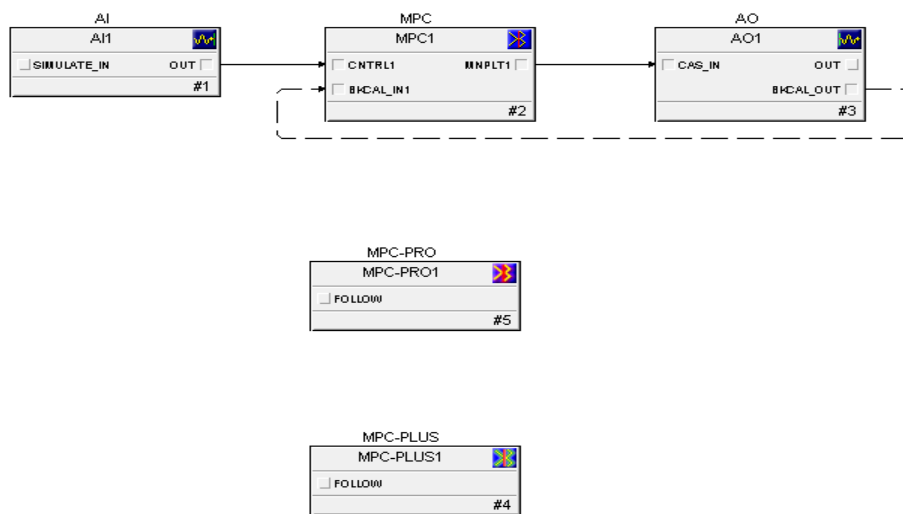 AI
MPC
AO
AI1
MPC1
AO1
SIMULATE_IN OUT
CNTRL1 MNPLT1
CAS_IN OUT
BKCAL_IN1
BKCAL_OUT
#1
#2
#3
MPC-PRO
MPC-PRO1
FOLLOW
#5
MPC-PLUS
MPC-PLUS1
FOLLOW
#4